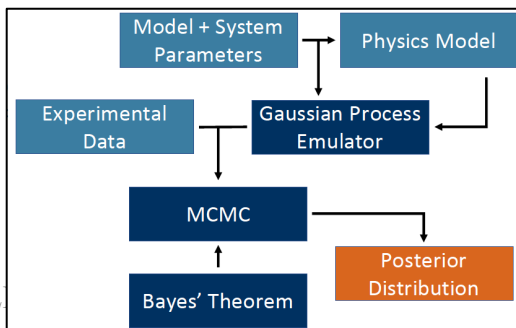 Model + System
Parameters
Physics Model
Experimental
Data
Gaussian Process
Emulator
MCMC
Posterior
Distribution
Bayes' Theorem